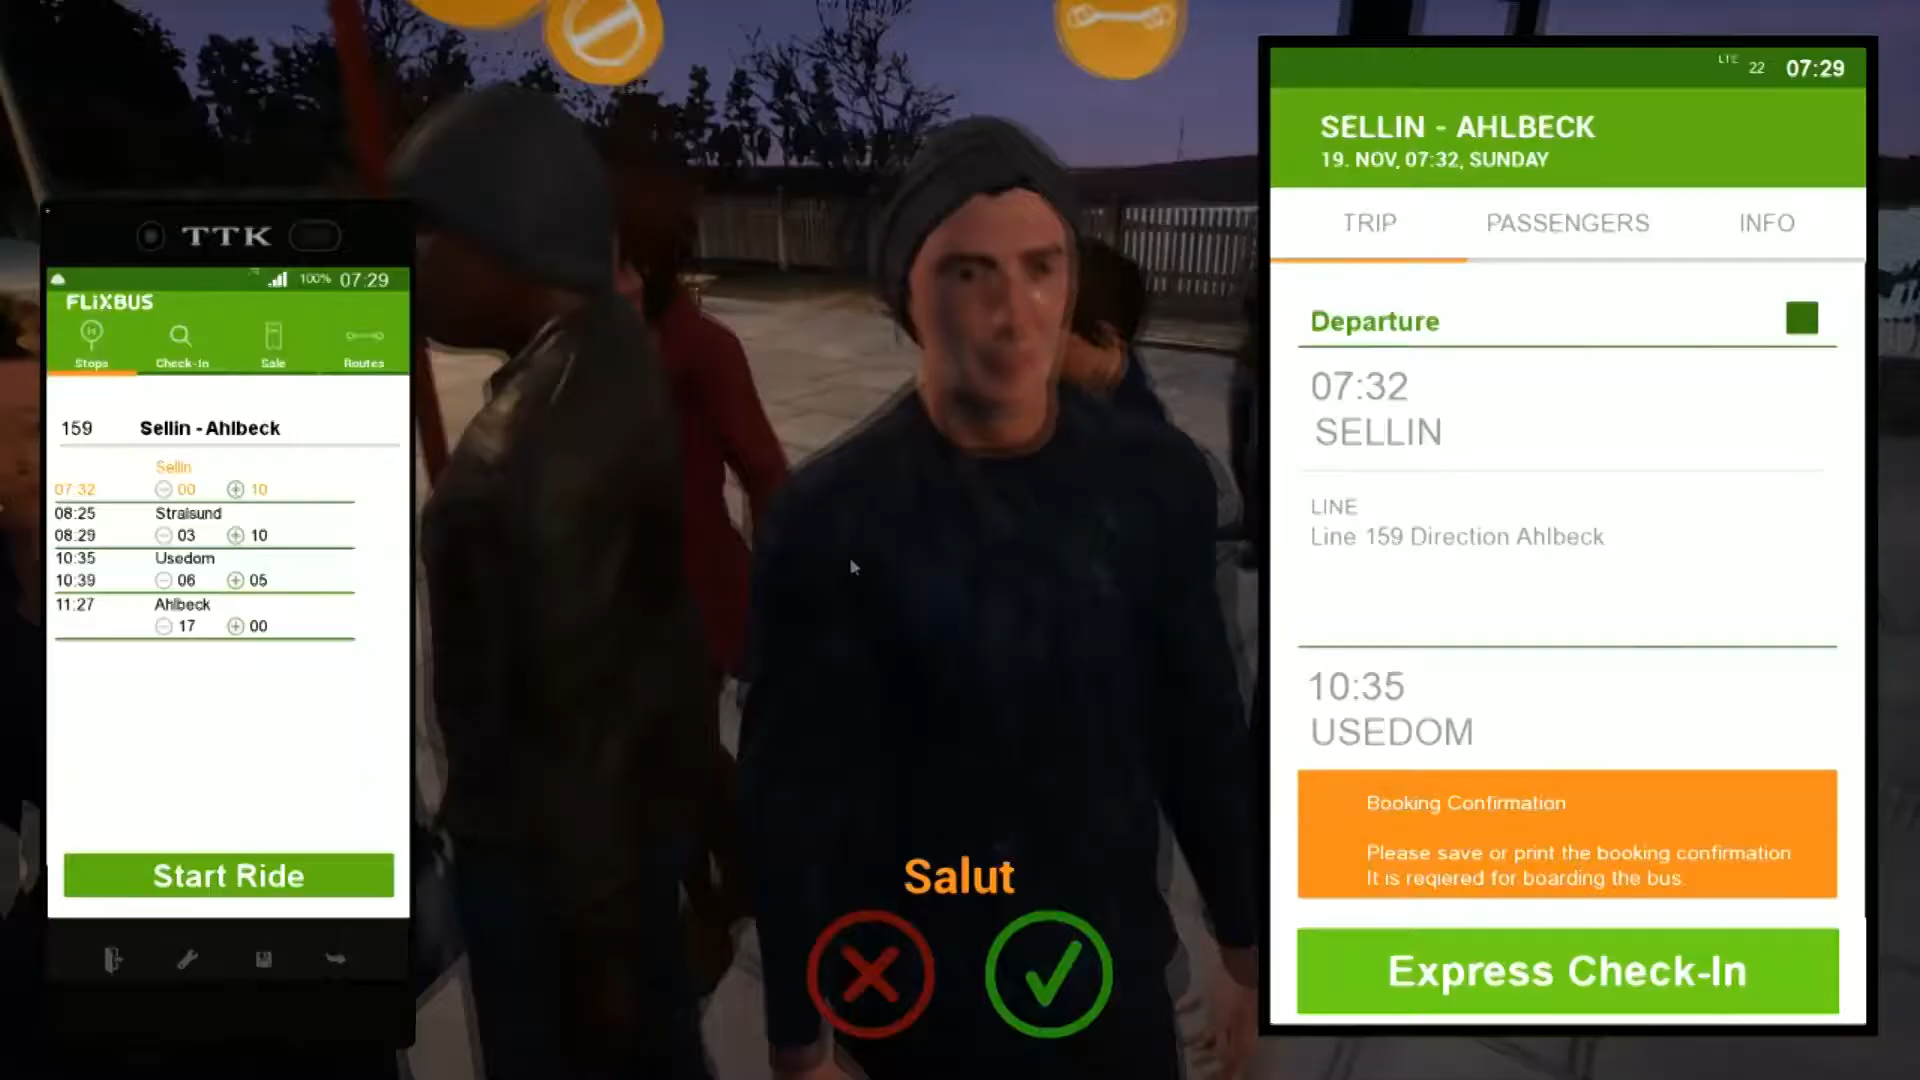 TTK
100% 07:29
FLiXBUS
Stops Check-In Sale Routes
159 Sellin - Ahlbeck
Sellin
07:32 00 10
08:25 Stralsund
08:29 03 10
10:35 Usedom
10:39 06 05
11:27 Ahlbeck
17 00
Start Ride
Salut
LTE 22 07:29
SELLIN - AHLBECK
19. NOV, 07:32, SUNDAY
TRIP PASSENGERS INFO
Departure
07:32
SELLIN
LINE
Line 159 Direction Ahlbeck
10:35
USEDOM
Booking Confirmation
Please save or print the booking confirmation
It is reqiered for boarding the bus.
Express Check-In